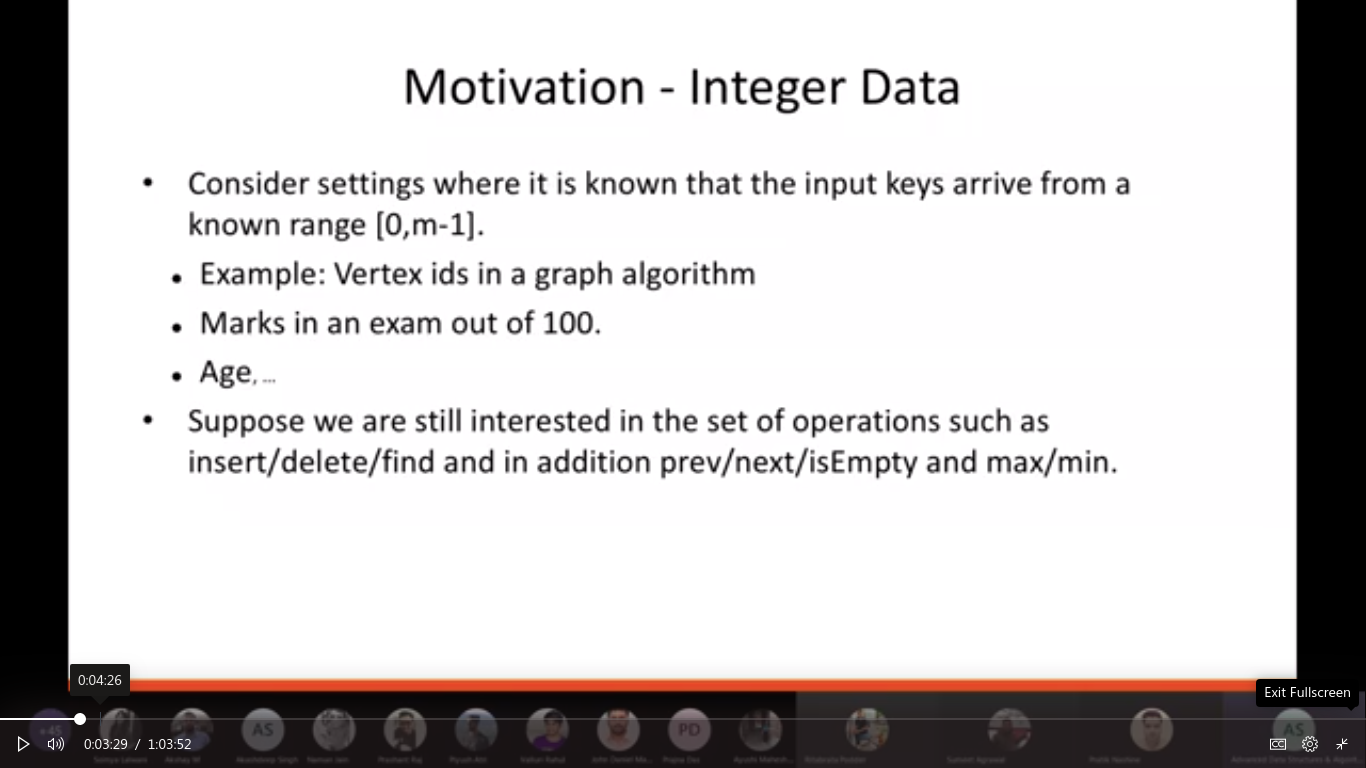 Motivation - Integer Data
• Consider settings where it is known that the input keys arrive from a
known range [0,m-1].
• Example: Vertex ids in a graph algorithm
• Marks in an exam out of 100.
• Age, ...
• Suppose we are still interested in the set of operations such as
insert/delete/find and in addition prev/next/isEmpty and max/min.
0:04:26
Exit Fullscreen
+45
AS
PD
AS
0:03:29 / 1:03:52
CC